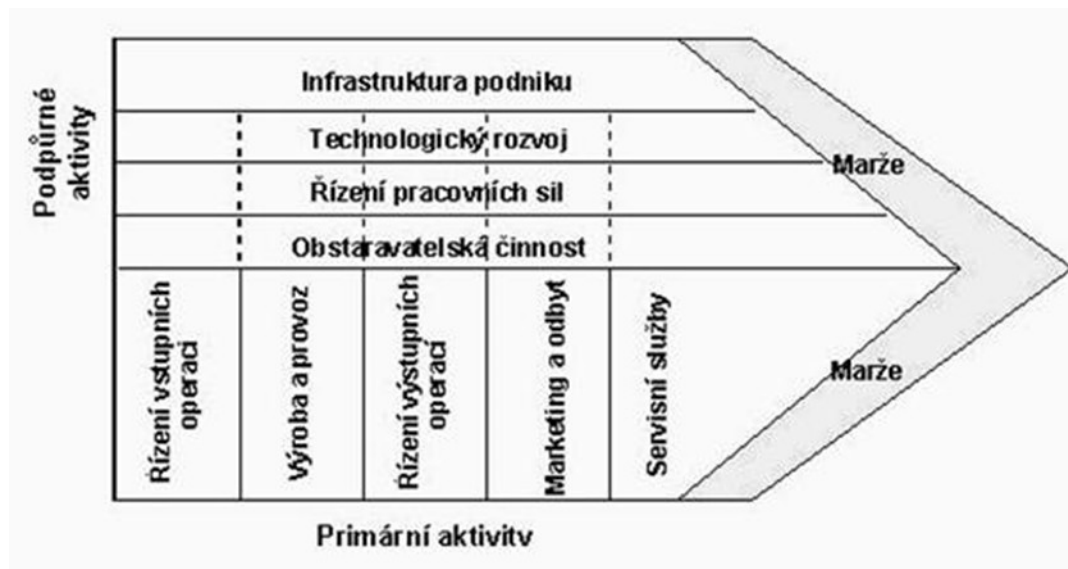 Podpůrné
aktivity
Infrastruktura podniku
Technologický rozvoj
Řízení pracovních sil
Obstaravatelská činnost
Marže
Řízení vstupních
operací
Výroba a provoz
Řízení výstupních
operací
Marketing a odbyt
Servisní služby
Marže
Primární aktivity